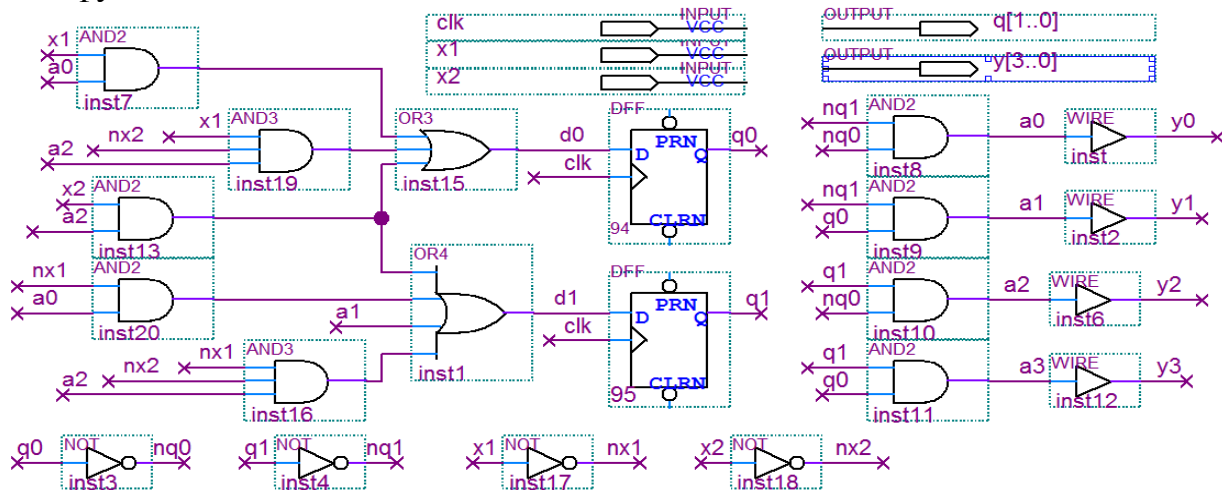 clk INPUT VCC
x1 INPUT VCC
x2 INPUT VCC
OUTPUT q[1..0]
OUTPUT y[3..0]
x1 AND2
a0
inst7
x1 AND3
nx2
a2
inst19
OR3
inst15
d0
clk
DFF
D PRN Q
CLRN
94
q0
x2 AND2
a2
inst13
nx1 AND2
a0
inst20
OR4
a1
inst1
d1
clk
DFF
D PRN Q
CLRN
95
q1
nx1 AND3
nx2
a2
inst16
nq1 AND2
nq0
inst8
a0 WIRE y0
inst
nq1 AND2
q0
inst9
a1 WIRE y1
inst2
q1 AND2
nq0
inst10
a2 WIRE y2
inst6
q1 AND2
q0
inst11
a3 WIRE y3
inst12
q0 NOT nq0
inst3
q1 NOT nq1
inst4
x1 NOT nx1
inst17
x2 NOT nx2
inst18